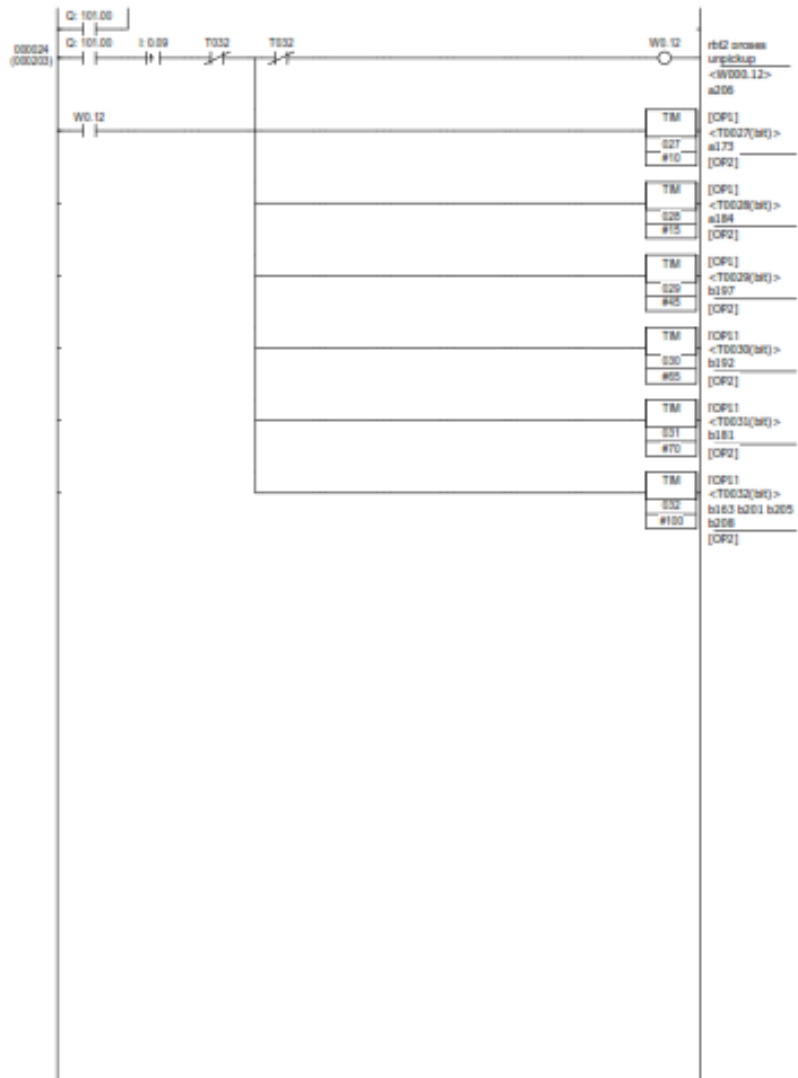 Q: 101.00
000024
(000203)
Q: 101.00
I: 0.09
T032
T032
W0.12
rbt2 proses
unpickup
<W000.12>
a206
W0.12
TIM
027
#10
[OP1]
<T0027(bit)>
a173
[OP2]
TIM
028
#15
[OP1]
<T0028(bit)>
a184
[OP2]
TIM
029
#45
[OP1]
<T0029(bit)>
b197
[OP2]
TIM
030
#65
[OP1]
<T0030(bit)>
b192
[OP2]
TIM
031
#70
[OP1]
<T0031(bit)>
b181
[OP2]
TIM
032
#100
[OP1]
<T0032(bit)>
b163 b201 b205
b208
[OP2]